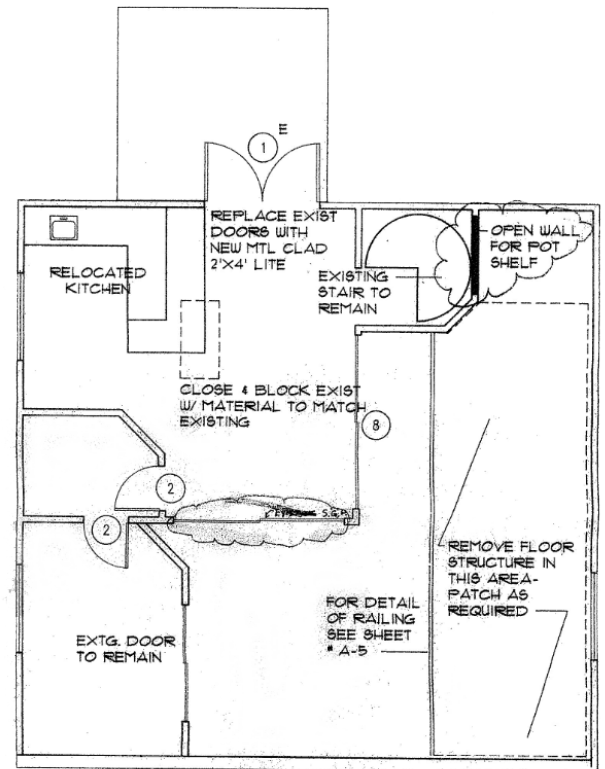 1
E
REPLACE EXIST
DOORS WITH
NEW MTL CLAD
2'X4' LITE
OPEN WALL
FOR POT
SHELF
RELOCATED
KITCHEN
EXISTING
STAIR TO
REMAIN
CLOSE & BLOCK EXIST
W/ MATERIAL TO MATCH
EXISTING
8
2
S.G.D.
2
REMOVE FLOOR
STRUCTURE IN
THIS AREA-
PATCH AS
REQUIRED
FOR DETAIL
OF RAILING
SEE SHEET
" A-5
EXTG. DOOR
TO REMAIN